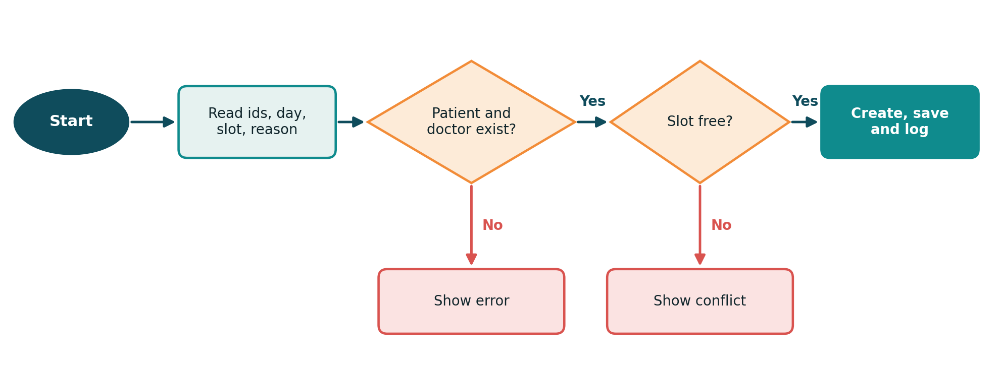 Start
Read ids, day,
slot, reason
Patient and
doctor exist?
Yes
Slot free?
Yes
Create, save
and log
No
No
Show error
Show conflict